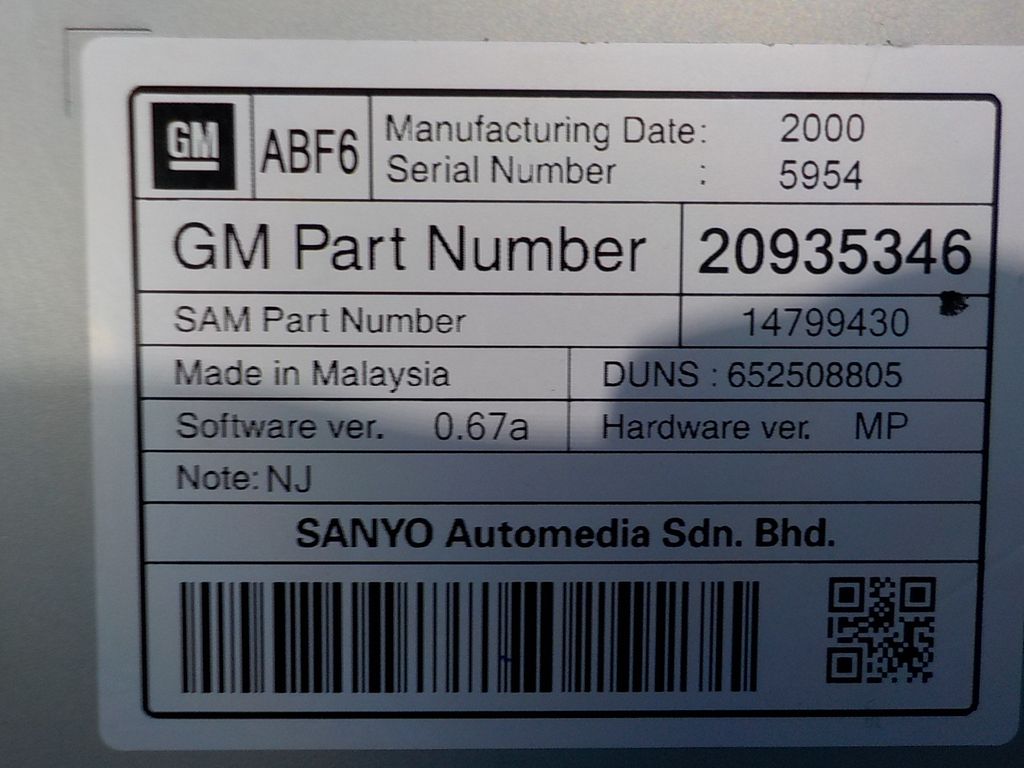 GM ABF6 Manufacturing Date: 2000
Serial Number : 5954
GM Part Number 20935346
SAM Part Number 14799430
Made in Malaysia DUNS : 652508805
Software ver. 0.67a Hardware ver. MP
Note: NJ
SANYO Automedia Sdn. Bhd.